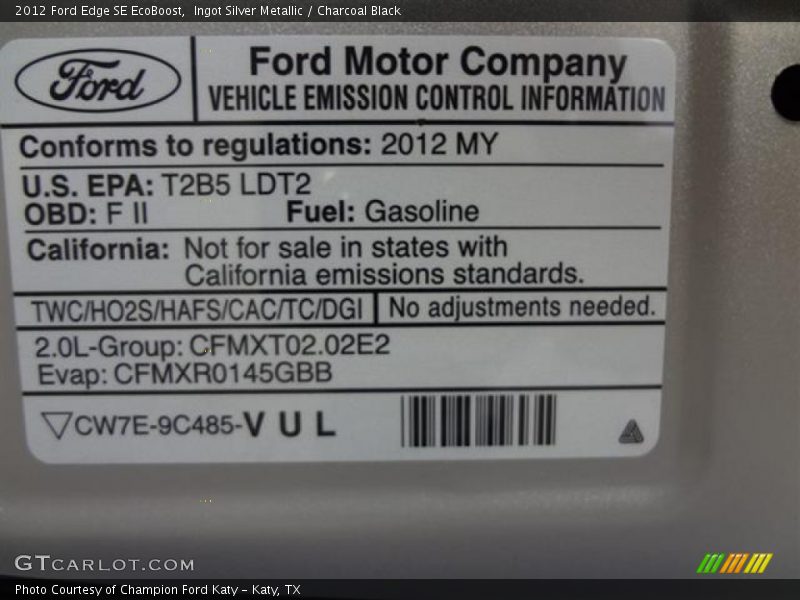 2012 Ford Edge SE EcoBoost, Ingot Silver Metallic / Charcoal Black
Ford
Ford Motor Company
VEHICLE EMISSION CONTROL INFORMATION
Conforms to regulations: 2012 MY
U.S. EPA: T2B5 LDT2
OBD: F II Fuel: Gasoline
California: Not for sale in states with
California emissions standards.
TWC/HO2S/HAFS/CAC/TC/DGI No adjustments needed.
2.0L-Group: CFMXT02.02E2
Evap: CFMXR0145GBB
CW7E-9C485-VUL
GTCARLOT.COM
Photo Courtesy of Champion Ford Katy - Katy, TX